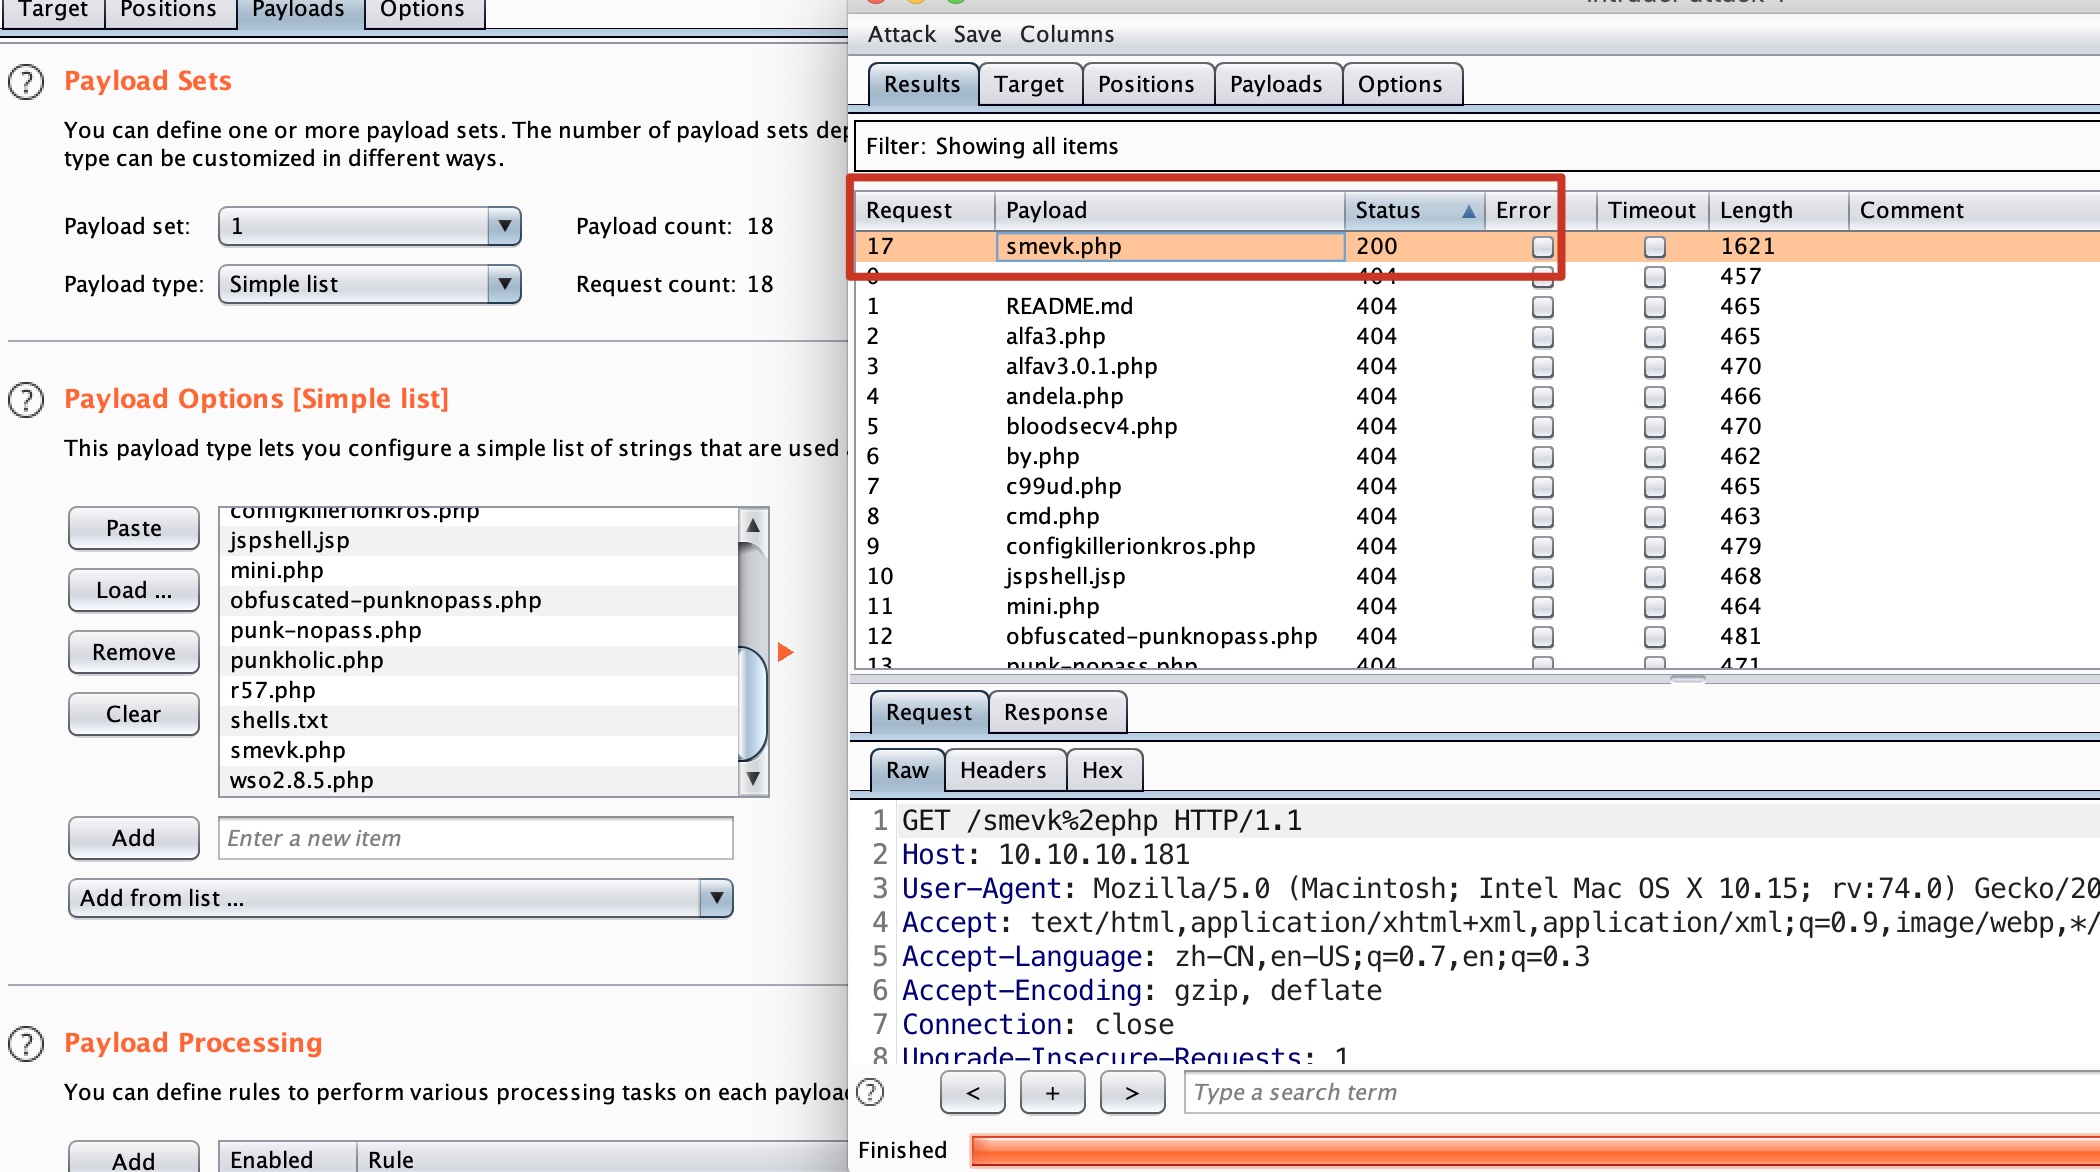 Target Positions Payloads Options
Payload Sets
You can define one or more payload sets. The number of payload sets dep
type can be customized in different ways.
Payload set: 1 Payload count: 18
Payload type: Simple list Request count: 18
Payload Options [Simple list]
This payload type lets you configure a simple list of strings that are used
Paste
Load ...
Remove
Clear
configkillerionkros.php
jspshell.jsp
mini.php
obfuscated-punknopass.php
punk-nopass.php
punkholic.php
r57.php
shells.txt
smevk.php
wso2.8.5.php
Add Enter a new item
Add from list ...
Payload Processing
You can define rules to perform various processing tasks on each payloa
Add Enabled Rule
Attack Save Columns
Results Target Positions Payloads Options
Filter: Showing all items
Request Payload Status Error Timeout Length Comment
17 smevk.php 200 1621
0 404 457
1 README.md 404 465
2 alfa3.php 404 465
3 alfav3.0.1.php 404 470
4 andela.php 404 466
5 bloodsecv4.php 404 470
6 by.php 404 462
7 c99ud.php 404 465
8 cmd.php 404 463
9 configkillerionkros.php 404 479
10 jspshell.jsp 404 468
11 mini.php 404 464
12 obfuscated-punknopass.php 404 481
13 punk-nopass.php 404 471
Request Response
Raw Headers Hex
1 GET /smevk%2ephp HTTP/1.1
2 Host: 10.10.10.181
3 User-Agent: Mozilla/5.0 (Macintosh; Intel Mac OS X 10.15; rv:74.0) Gecko/20
4 Accept: text/html,application/xhtml+xml,application/xml;q=0.9,image/webp,*/
5 Accept-Language: zh-CN,en-US;q=0.7,en;q=0.3
6 Accept-Encoding: gzip, deflate
7 Connection: close
8 Upgrade-Insecure-Requests: 1
< + > Type a search term
Finished